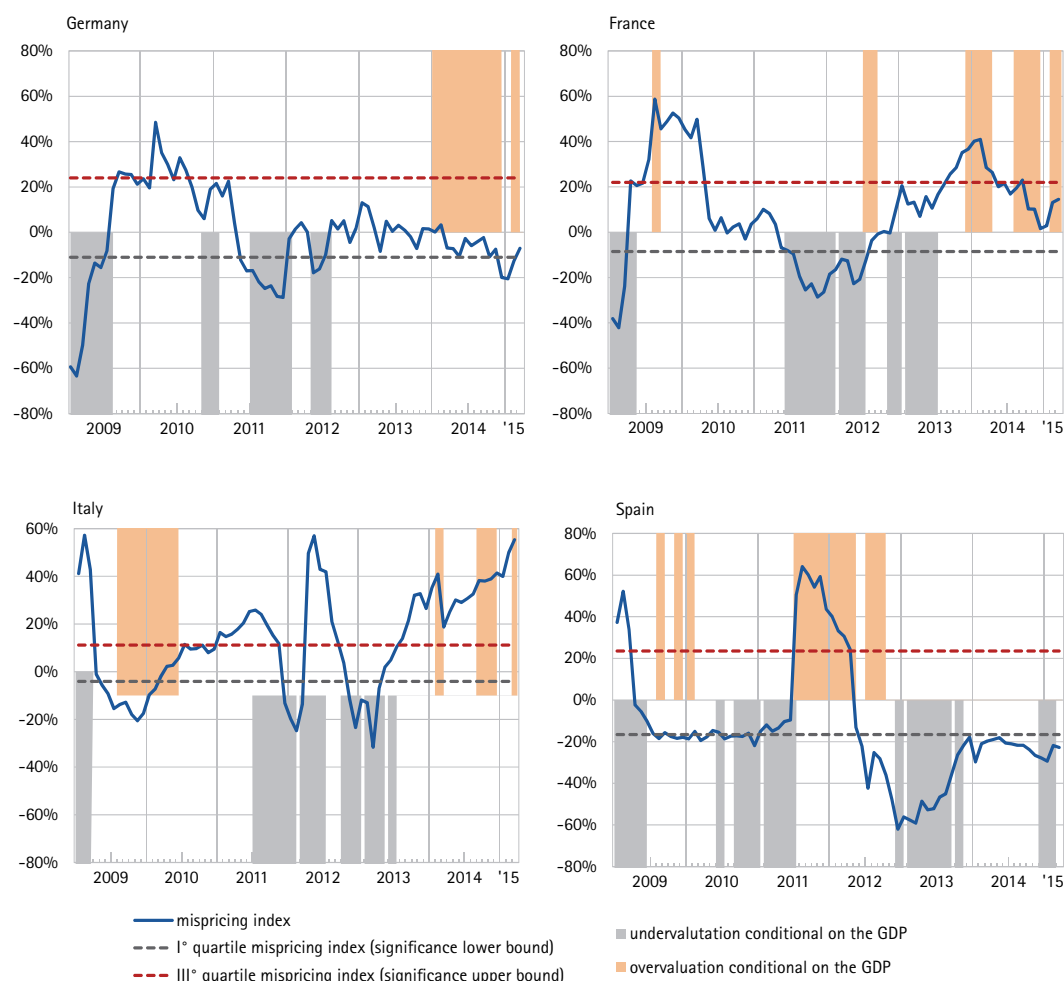 Germany
80%
60%
40%
20%
0%
-20%
-40%
-60%
-80%
2009 2010 2011 2012 2013 2014 '15
France
80%
60%
40%
20%
0%
-20%
-40%
-60%
-80%
2009 2010 2011 2012 2013 2014 '15
Italy
60%
40%
20%
0%
-20%
-40%
-60%
-80%
2009 2010 2011 2012 2013 2014 '15
Spain
80%
60%
40%
20%
0%
-20%
-40%
-60%
-80%
2009 2010 2011 2012 2013 2014 '15
mispricing index
I° quartile mispricing index (significance lower bound)
III° quartile mispricing index (significance upper bound)
undervalutation conditional on the GDP
overvaluation conditional on the GDP